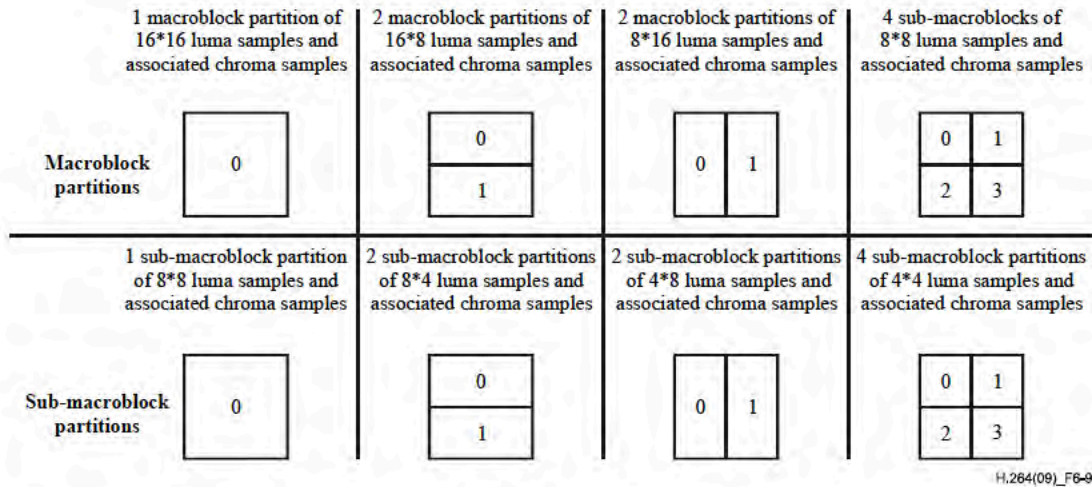 1 macroblock partition of
16*16 luma samples and
associated chroma samples
2 macroblock partitions of
16*8 luma samples and
associated chroma samples
2 macroblock partitions of
8*16 luma samples and
associated chroma samples
4 sub-macroblocks of
8*8 luma samples and
associated chroma samples
Macroblock
partitions
0
0
1
0 1
0 1
2 3
1 sub-macroblock partition
of 8*8 luma samples and
associated chroma samples
2 sub-macroblock partitions
of 8*4 luma samples and
associated chroma samples
2 sub-macroblock partitions
of 4*8 luma samples and
associated chroma samples
4 sub-macroblock partitions
of 4*4 luma samples and
associated chroma samples
Sub-macroblock
partitions
0
0
1
0 1
0 1
2 3
H.264(09)_F6-9